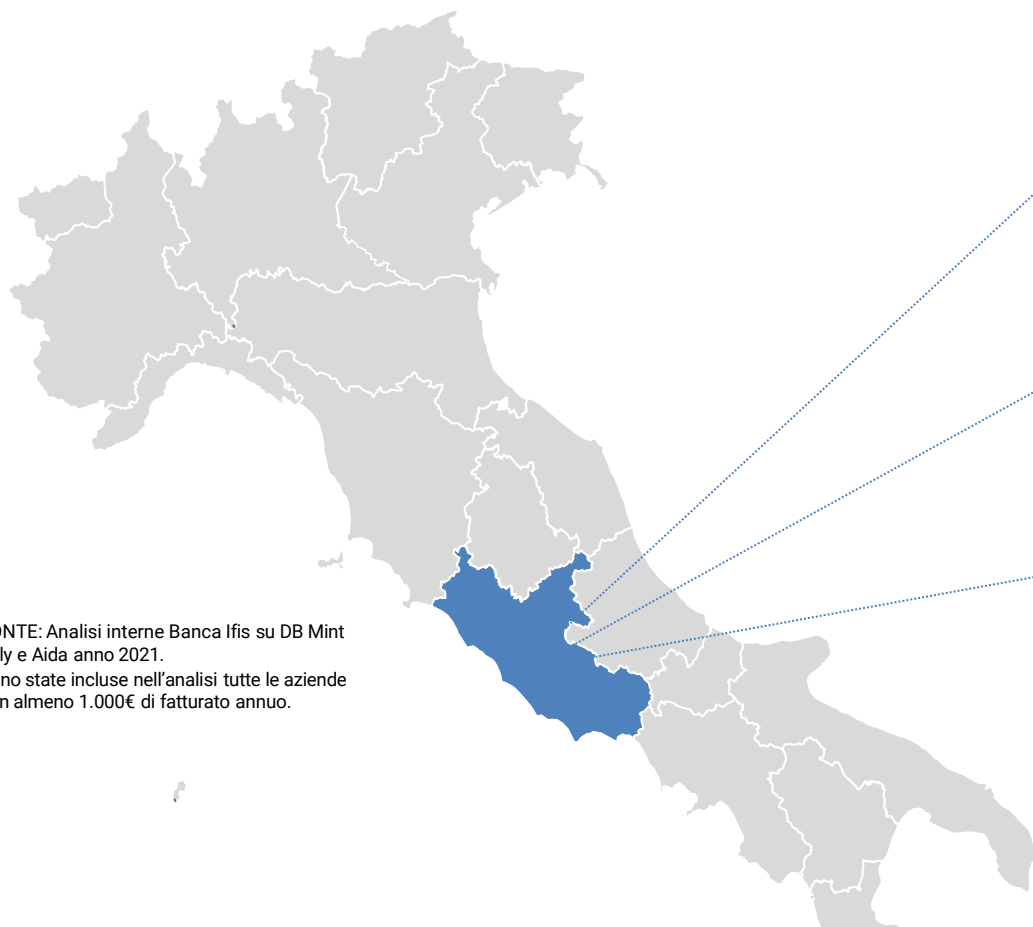 ONTE: Analisi interne Banca Ifis su DB Mint
ly e Aida anno 2021.
no state incluse nell’analisi tutte le aziende
n almeno 1.000€ di fatturato annuo.